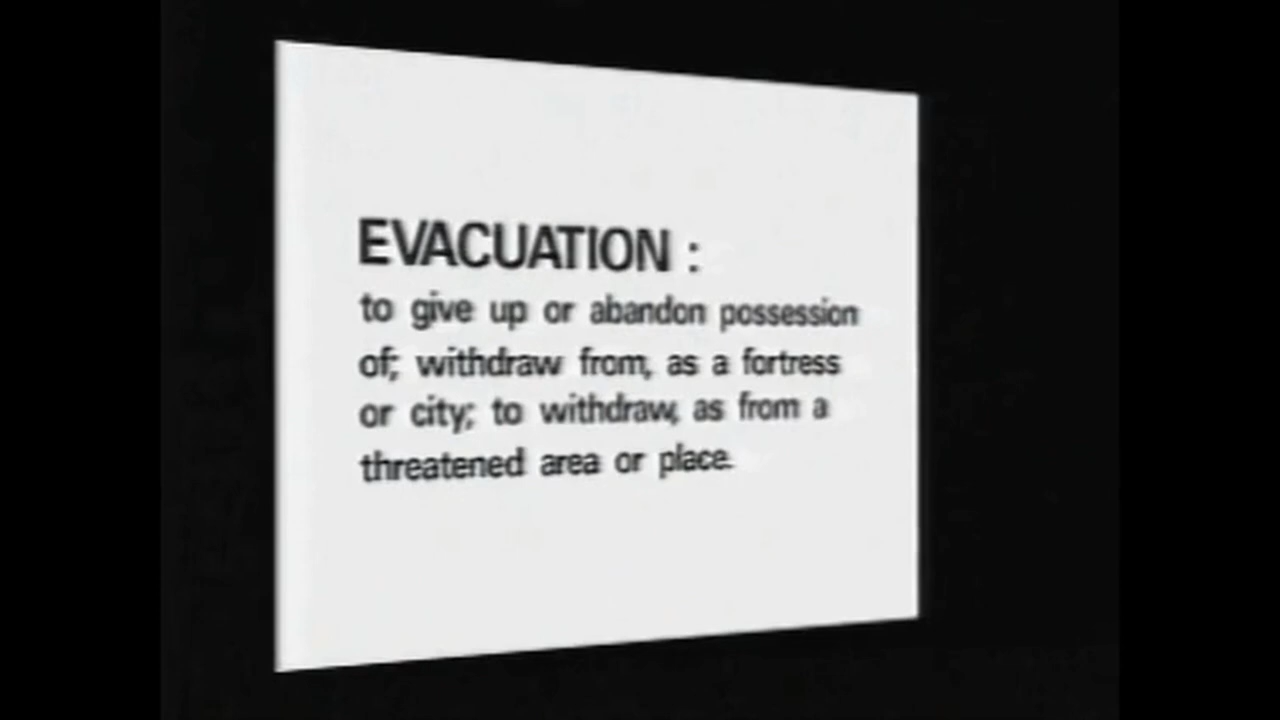 EVACUATION :
to give up or abandon possession
of; withdraw from, as a fortress
or city; to withdraw, as from a
threatened area or place.